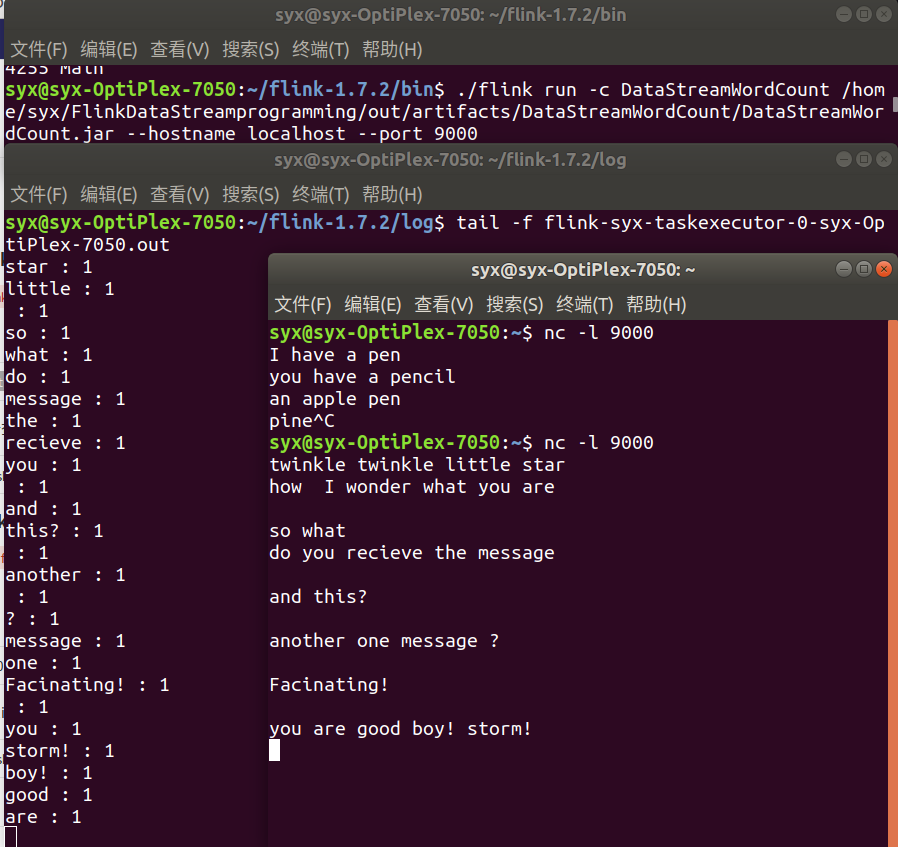 syx@syx-OptiPlex-7050: ~/flink-1.7.2/bin
文件(F) 编辑(E) 查看(V) 搜索(S) 终端(T) 帮助(H)
4255 Math
syx@syx-OptiPlex-7050:~/flink-1.7.2/bin$ ./flink run -c DataStreamWordCount /hom
e/syx/FlinkDataStreamprogramming/out/artifacts/DataStreamWordCount/DataStreamWor
dCount.jar --hostname localhost --port 9000
syx@syx-OptiPlex-7050: ~/flink-1.7.2/log
文件(F) 编辑(E) 查看(V) 搜索(S) 终端(T) 帮助(H)
syx@syx-OptiPlex-7050:~/flink-1.7.2/log$ tail -f flink-syx-taskexecutor-0-syx-Op
tiPlex-7050.out
star : 1
little : 1
 : 1
so : 1
what : 1
do : 1
message : 1
the : 1
recieve : 1
you : 1
 : 1
and : 1
this? : 1
 : 1
another : 1
 : 1
? : 1
message : 1
one : 1
Facinating! : 1
 : 1
you : 1
storm! : 1
boy! : 1
good : 1
are : 1
syx@syx-OptiPlex-7050: ~
文件(F) 编辑(E) 查看(V) 搜索(S) 终端(T) 帮助(H)
syx@syx-OptiPlex-7050:~$ nc -l 9000
I have a pen
you have a pencil
an apple pen
pine^C
syx@syx-OptiPlex-7050:~$ nc -l 9000
twinkle twinkle little star
how  I wonder what you are
so what
do you recieve the message
and this?
another one message ?
Facinating!
you are good boy! storm!